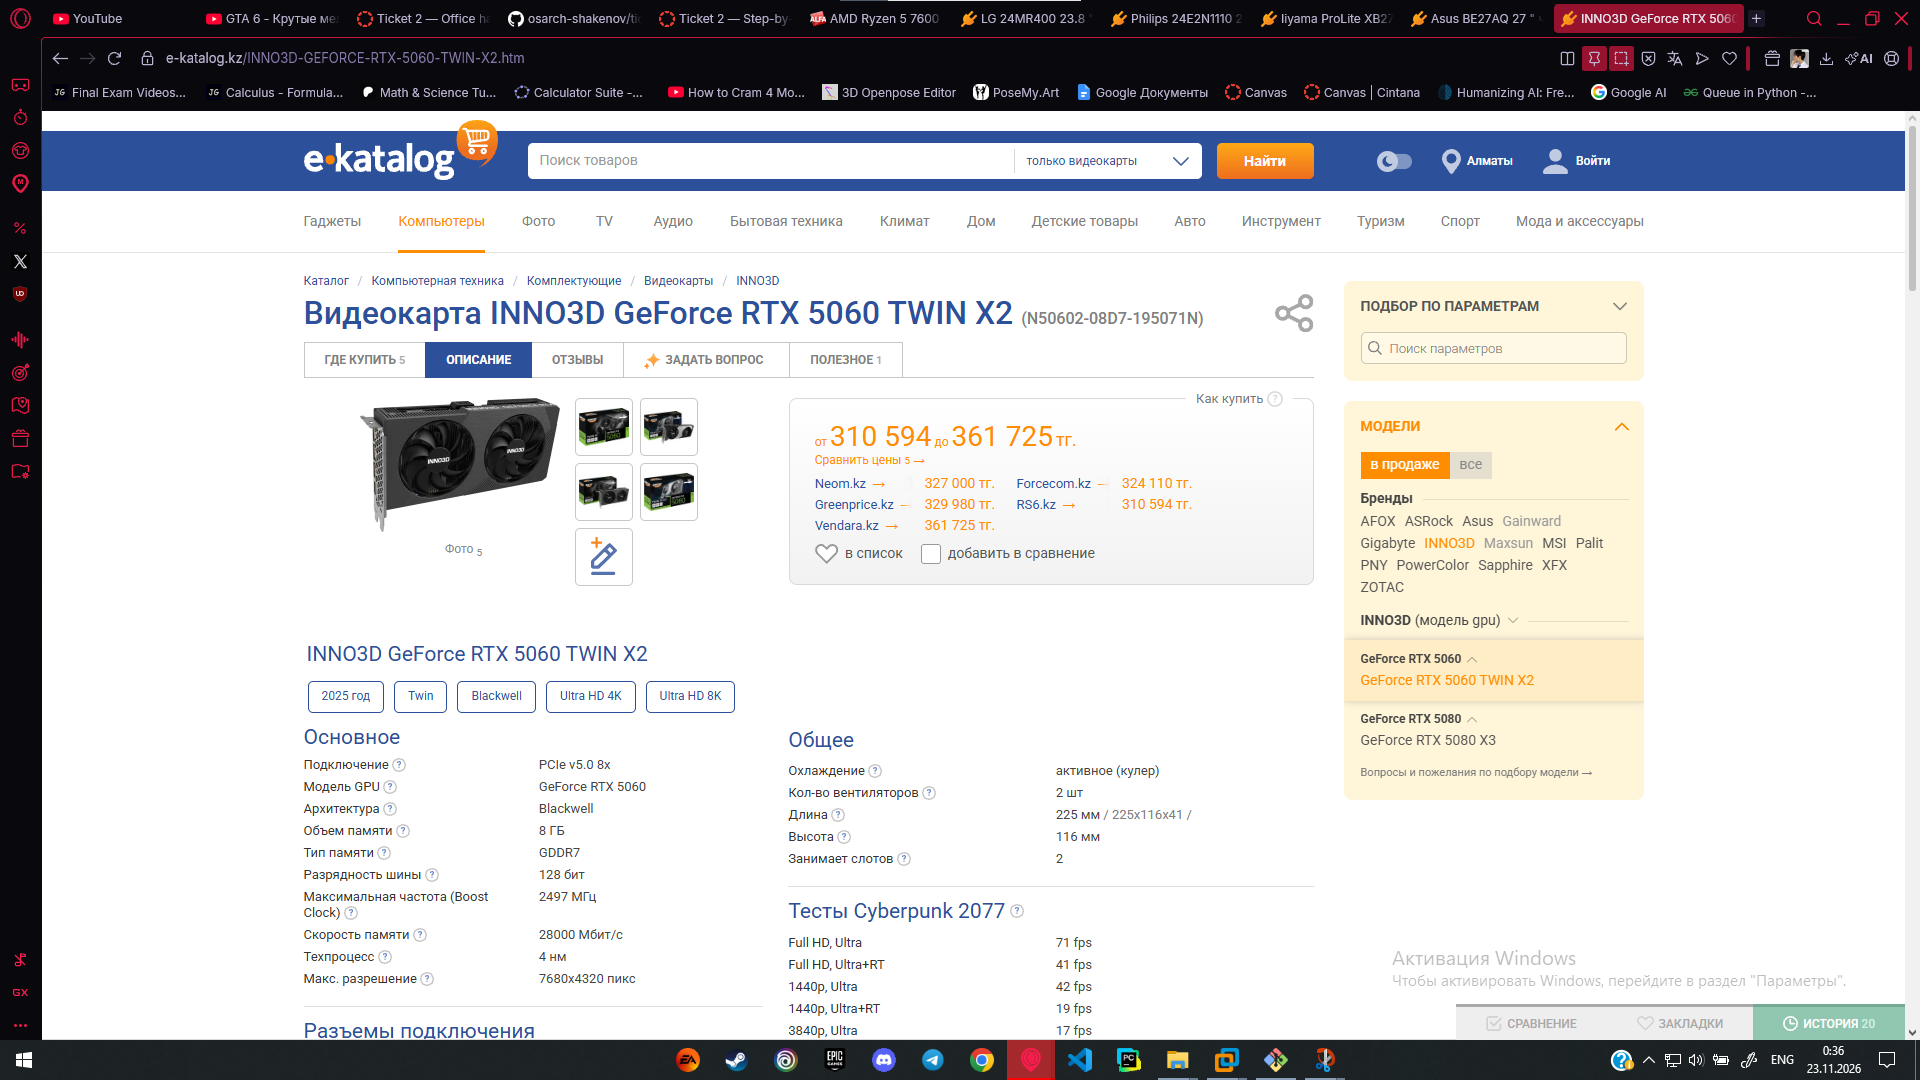 YouTube
GTA 6 - Крутые ме
Ticket 2 — Office h
osarch-shakenov/tic
Ticket 2 — Step-by-
AMD Ryzen 5 7600
LG 24MR400 23.8 "
Philips 24E2N1110 2
Iiyama ProLite XB27
Asus BE27AQ 27 "
INNO3D GeForce RTX 506
e-katalog.kz/INNO3D-GEFORCE-RTX-5060-TWIN-X2.htm
AI
Final Exam Videos...
Calculus - Formula...
Math & Science Tu...
Calculator Suite -...
How to Cram 4 Mo...
3D Openpose Editor
PoseMy.Art
Google Документы
Canvas
Canvas | Cintana
Humanizing AI: Fre...
Google AI
Queue in Python -...
e•katalog
Поиск товаров
только видеокарты
Найти
Алматы
Войти
Гаджеты
Компьютеры
Фото
TV
Аудио
Бытовая техника
Климат
Дом
Детские товары
Авто
Инструмент
Туризм
Спорт
Мода и аксессуары
Каталог / Компьютерная техника / Комплектующие / Видеокарты / INNO3D
Видеокарта INNO3D GeForce RTX 5060 TWIN X2 (N50602-08D7-195071N)
ГДЕ КУПИТЬ 5
ОПИСАНИЕ
ОТЗЫВЫ
ЗАДАТЬ ВОПРОС
ПОЛЕЗНОЕ 1
Фото 5
Как купить ?
от 310 594 до 361 725 тг.
Сравнить цены 5 →
Neom.kz → 327 000 тг.
Forcecom.kz → 324 110 тг.
Greenprice.kz → 329 980 тг.
RS6.kz → 310 594 тг.
Vendara.kz → 361 725 тг.
в список
добавить в сравнение
INNO3D GeForce RTX 5060 TWIN X2
2025 год
Twin
Blackwell
Ultra HD 4K
Ultra HD 8K
Основное
Подключение ? PCIe v5.0 8x
Модель GPU ? GeForce RTX 5060
Архитектура ? Blackwell
Объем памяти ? 8 ГБ
Тип памяти ? GDDR7
Разрядность шины ? 128 бит
Максимальная частота (Boost 2497 МГц
Clock) ?
Скорость памяти ? 28000 Мбит/с
Техпроцесс ? 4 нм
Макс. разрешение ? 7680x4320 пикс
Разъемы подключения
Общее
Охлаждение ? активное (кулер)
Кол-во вентиляторов ? 2 шт
Длина ? 225 мм / 225x116x41 /
Высота ? 116 мм
Занимает слотов ? 2
Тесты Cyberpunk 2077 ?
Full HD, Ultra 71 fps
Full HD, Ultra+RT 41 fps
1440p, Ultra 42 fps
1440p, Ultra+RT 19 fps
3840p, Ultra 17 fps
ПОДБОР ПО ПАРАМЕТРАМ
Поиск параметров
МОДЕЛИ
в продаже
все
Бренды
AFOX ASRock Asus Gainward
Gigabyte INNO3D Maxsun MSI Palit
PNY PowerColor Sapphire XFX
ZOTAC
INNO3D (модель gpu)
GeForce RTX 5060
GeForce RTX 5060 TWIN X2
GeForce RTX 5080
GeForce RTX 5080 X3
Вопросы и пожелания по подбору модели →
Активация Windows
Чтобы активировать Windows, перейдите в раздел "Параметры".
СРАВНЕНИЕ
ЗАКЛАДКИ
ИСТОРИЯ 20
GX
EPIC GAMES
ENG
0:36
23.11.2026